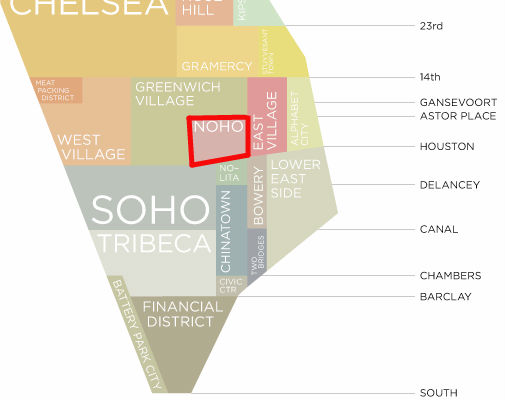 CHELSEA
HILL
KIPS
23rd
GRAMERCY
STUYVESANT
TOWN
14th
MEAT
PACKING
DISTRICT
GREENWICH
VILLAGE
GANSEVOORT
ASTOR PLACE
NOHO
EAST
VILLAGE
ALPHABET
CITY
WEST
VILLAGE
HOUSTON
NO-
LITA
BOWERY
LOWER
EAST
SIDE
DELANCEY
SOHO
CHINATOWN
CANAL
TRIBECA
TWO
BRIDGES
CHAMBERS
CIVIC
CTR
BATTERY PARK CITY
BARCLAY
FINANCIAL
DISTRICT
SOUTH